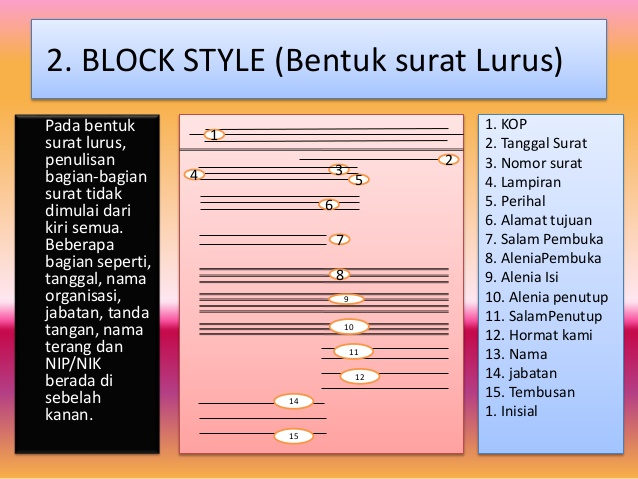 2. BLOCK STYLE (Bentuk surat Lurus)
Pada bentuk
surat lurus,
penulisan
bagian-bagian
surat tidak
dimulai dari
kiri semua.
Beberapa
bagian seperti,
tanggal, nama
organisasi,
jabatan, tanda
tangan, nama
terang dan
NIP/NIK
berada di
sebelah
kanan.
1
2
3
4
5
6
7
8
9
10
11
12
14
15
1. KOP
2. Tanggal Surat
3. Nomor surat
4. Lampiran
5. Perihal
6. Alamat tujuan
7. Salam Pembuka
8. AleniaPembuka
9. Alenia Isi
10. Alenia penutup
11. SalamPenutup
12. Hormat kami
13. Nama
14. jabatan
15. Tembusan
1. Inisial